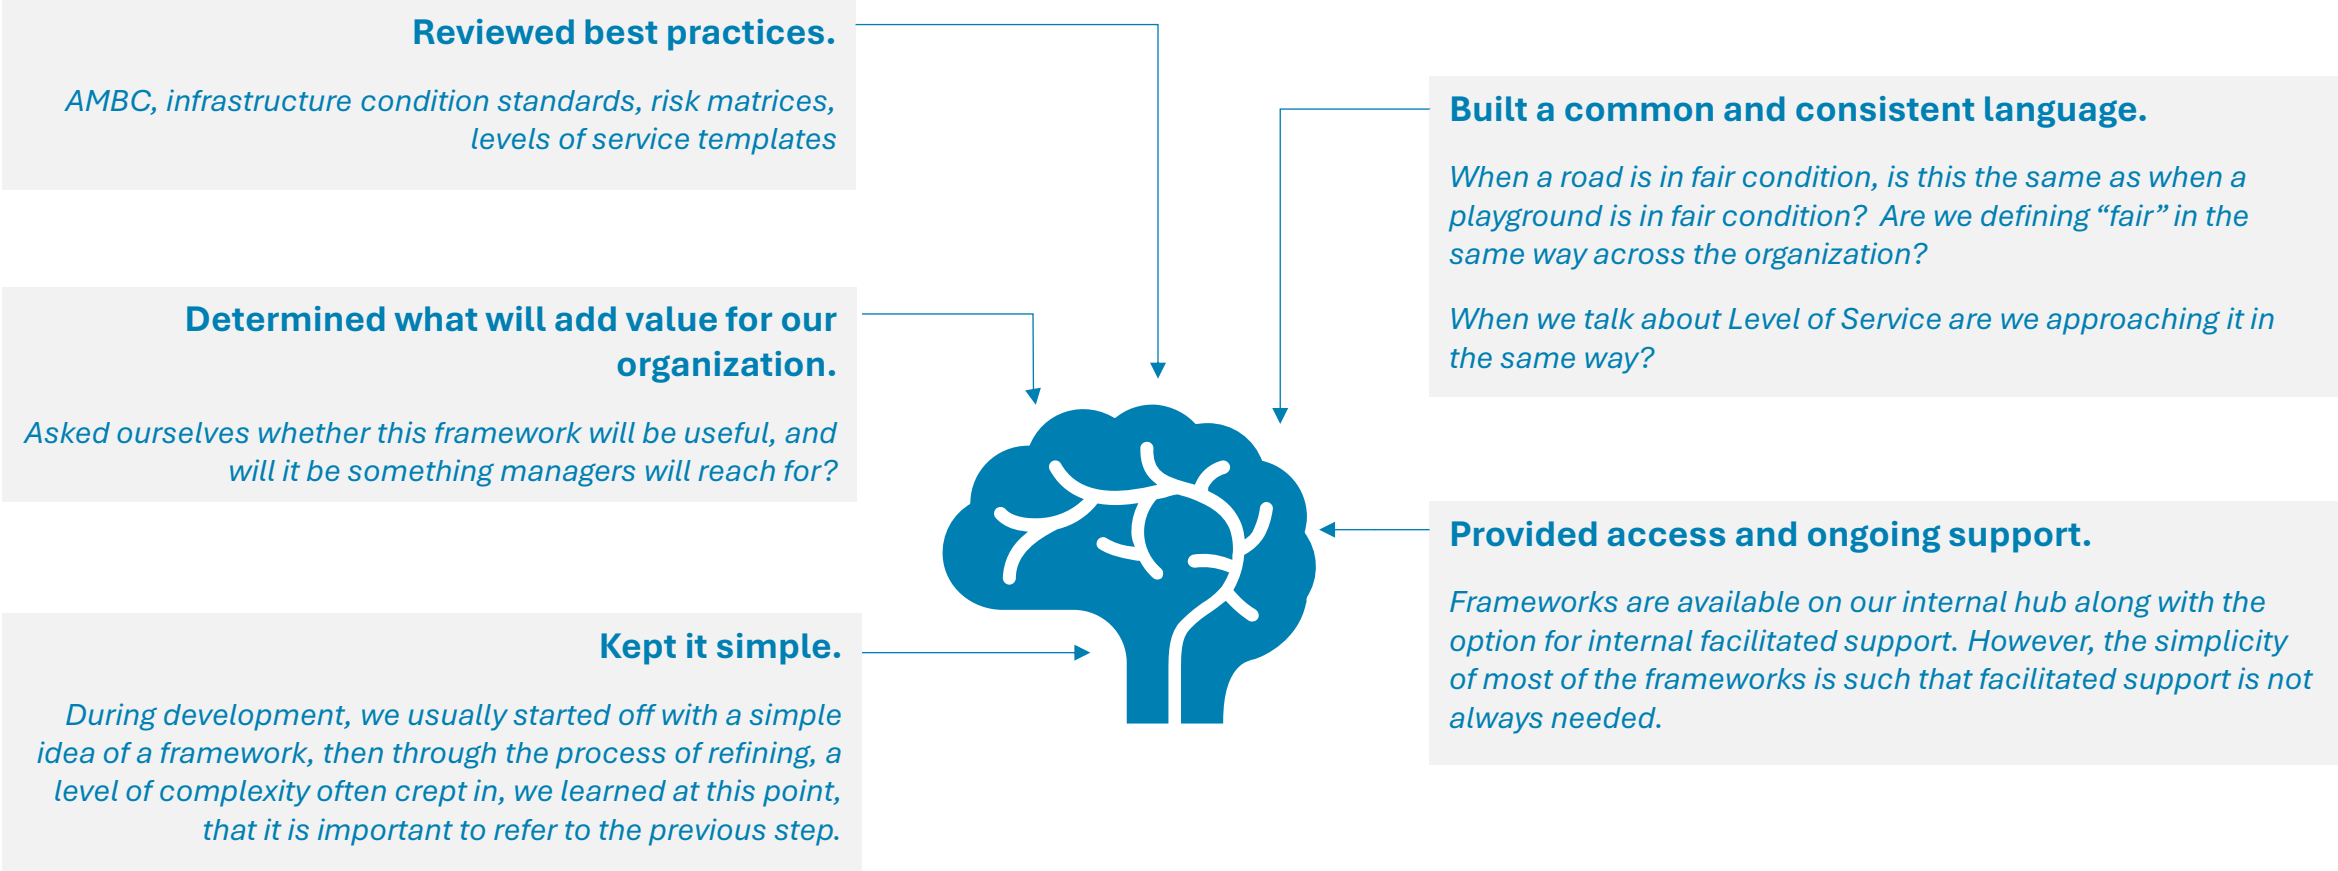 Reviewed best practices.
AMBC, infrastructure condition standards, risk matrices,
levels of service templates
Determined what will add value for our
organization.
Asked ourselves whether this framework will be useful, and
will it be something managers will reach for?
Kept it simple.
During development, we usually started off with a simple
idea of a framework, then through the process of refining, a
level of complexity often crept in, we learned at this point,
that it is important to refer to the previous step.
Built a common and consistent language.
When a road is in fair condition, is this the same as when a
playground is in fair condition?  Are we defining “fair” in the
same way across the organization?
When we talk about Level of Service are we approaching it in
the same way?
Provided access and ongoing support.
Frameworks are available on our internal hub along with the
option for internal facilitated support. However, the simplicity
of most of the frameworks is such that facilitated support is not
always needed.